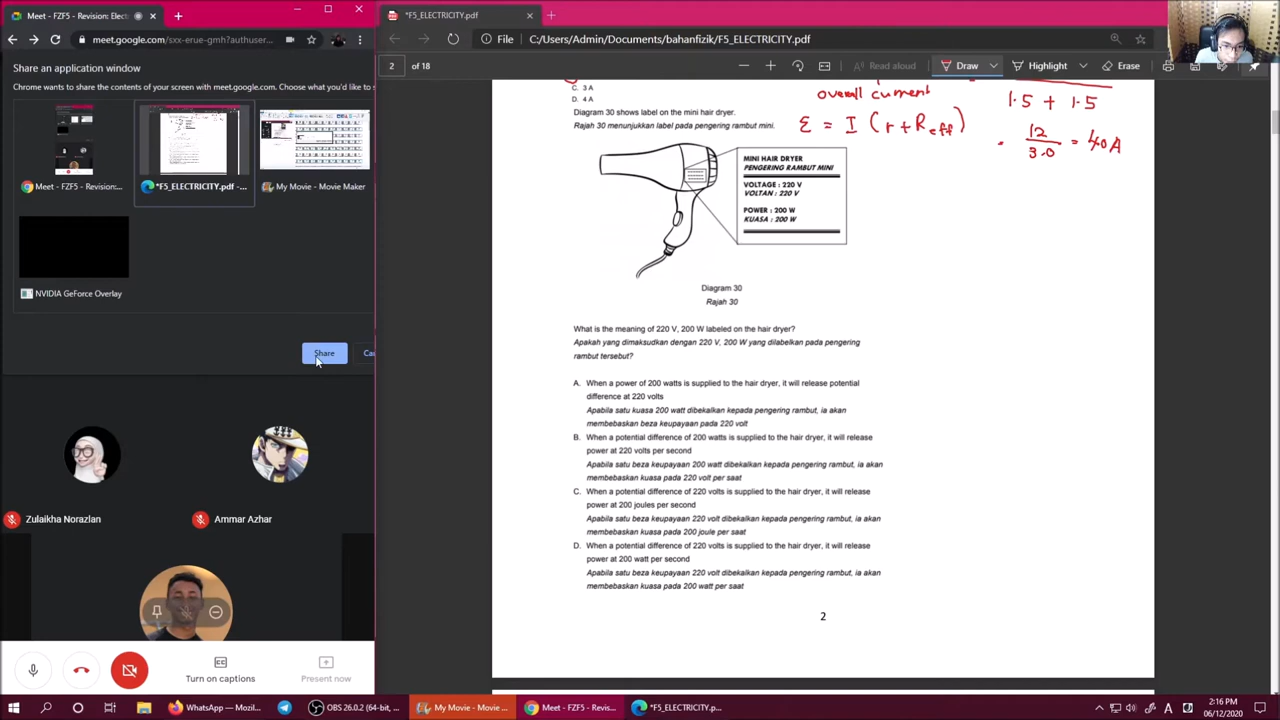 Meet - FZF5 - Revision: Elec
*F5_ELECTRICITY.pdf
meet.google.com/sxx-erue-gmh?authuser...
File
C:/Users/Admin/Documents/bahanfizik/F5_ELECTRICITY.pdf
2 of 18
Read aloud
Draw
Highlight
Erase
Share an application window
Chrome wants to share the contents of your screen with meet.google.com. Choose what you'd like
Meet - FZF5 - Revision:...
*F5_ELECTRICITY.pdf -...
My Movie - Movie Maker
NVIDIA GeForce Overlay
Share
Ca
Zalikha Norazlan
Ammar Azhar
Turn on captions
Present now
C. 3 A
D. 4 A
overall current
1.5 + 1.5
ε = I (r + Reff)
= 12/3.0 = 4.0A
Diagram 30 shows label on the mini hair dryer.
Rajah 30 menunjukkan label pada pengering rambut mini.
MINI HAIR DRYER
PENGERING RAMBUT MINI
VOLTAGE : 220 V
VOLTAN : 220 V
POWER : 200 W
KUASA : 200 W
Diagram 30
Rajah 30
What is the meaning of 220 V, 200 W labeled on the hair dryer?
Apakah yang dimaksudkan dengan 220 V, 200 W yang dilabelkan pada pengering
rambut tersebut?
A. When a power of 200 watts is supplied to the hair dryer, it will release potential
difference at 220 volts
Apabila satu kuasa 200 watt dibekalkan kepada pengering rambut, ia akan
membebaskan beza keupayaan pada 220 volt
B. When a potential difference of 200 watts is supplied to the hair dryer, it will release
power at 220 volts per second
Apabila satu beza keupayaan 200 watt dibekalkan kepada pengering rambut, ia akan
membebaskan kuasa pada 220 volt per saat
C. When a potential difference of 220 volts is supplied to the hair dryer, it will release
power at 200 joules per second
Apabila satu beza keupayaan 220 volt dibekalkan kepada pengering rambut, ia akan
membebaskan kuasa pada 200 joule per saat
D. When a potential difference of 220 volts is supplied to the hair dryer, it will release
power at 200 watt per second
Apabila satu beza keupayaan 220 volt dibekalkan kepada pengering rambut, ia akan
membebaskan kuasa pada 200 watt per saat
2
WhatsApp — Mozil...
OBS 26.0.2 (64-bit, ...
My Movie - Movie ...
Meet - FZF5 - Revis...
*F5_ELECTRICITY.p...
2:16 PM
06/12/2020